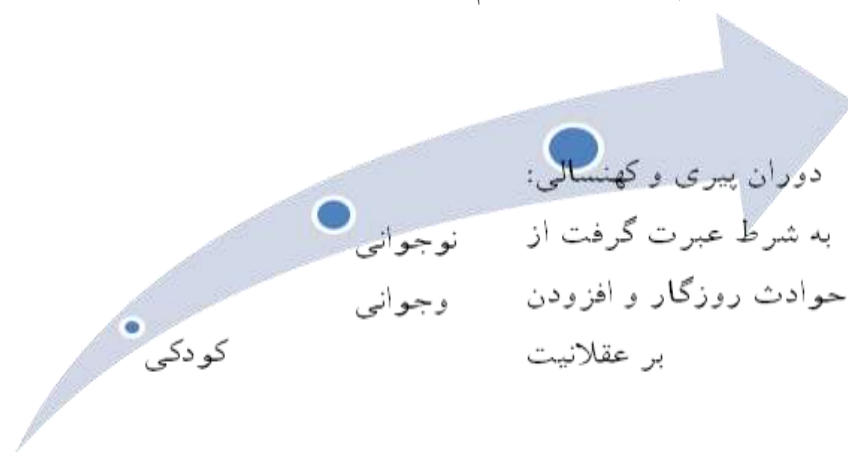 دوران پیری و کهنسالی:
به شرط عبرت گرفت از
حوادث روزگار و افزودن
بر عقلانیت
نوجوانی
وجوانی
کودکی